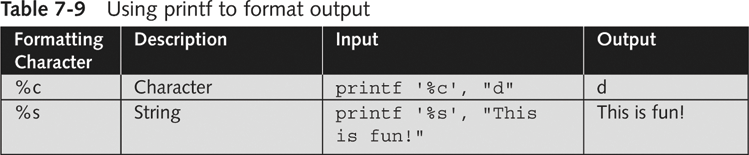 Table 7-9 Using printf to format output
Formatting Character Description Input Output
%c Character printf '%c', "d" d
%s String printf '%s', "This is fun!" This is fun!